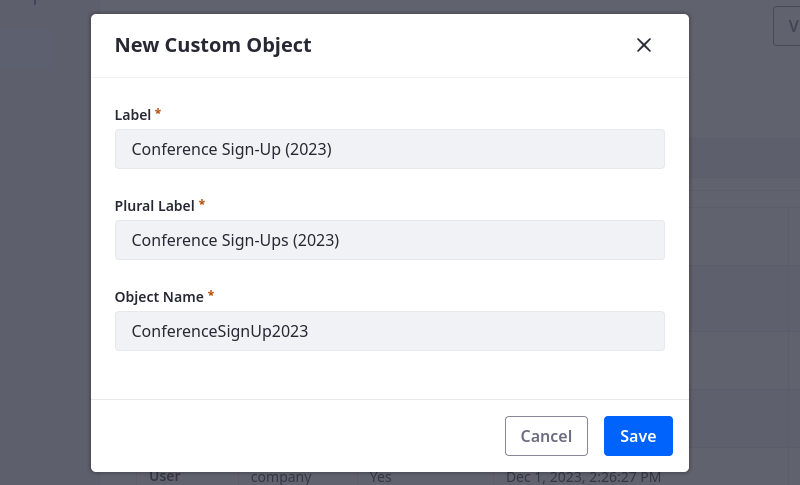 New Custom Object
Label *
Conference Sign-Up (2023)
Plural Label *
Conference Sign-Ups (2023)
Object Name *
ConferenceSignUp2023
Cancel
Save
User
company
Yes
Dec 1, 2023, 2:26:27 PM